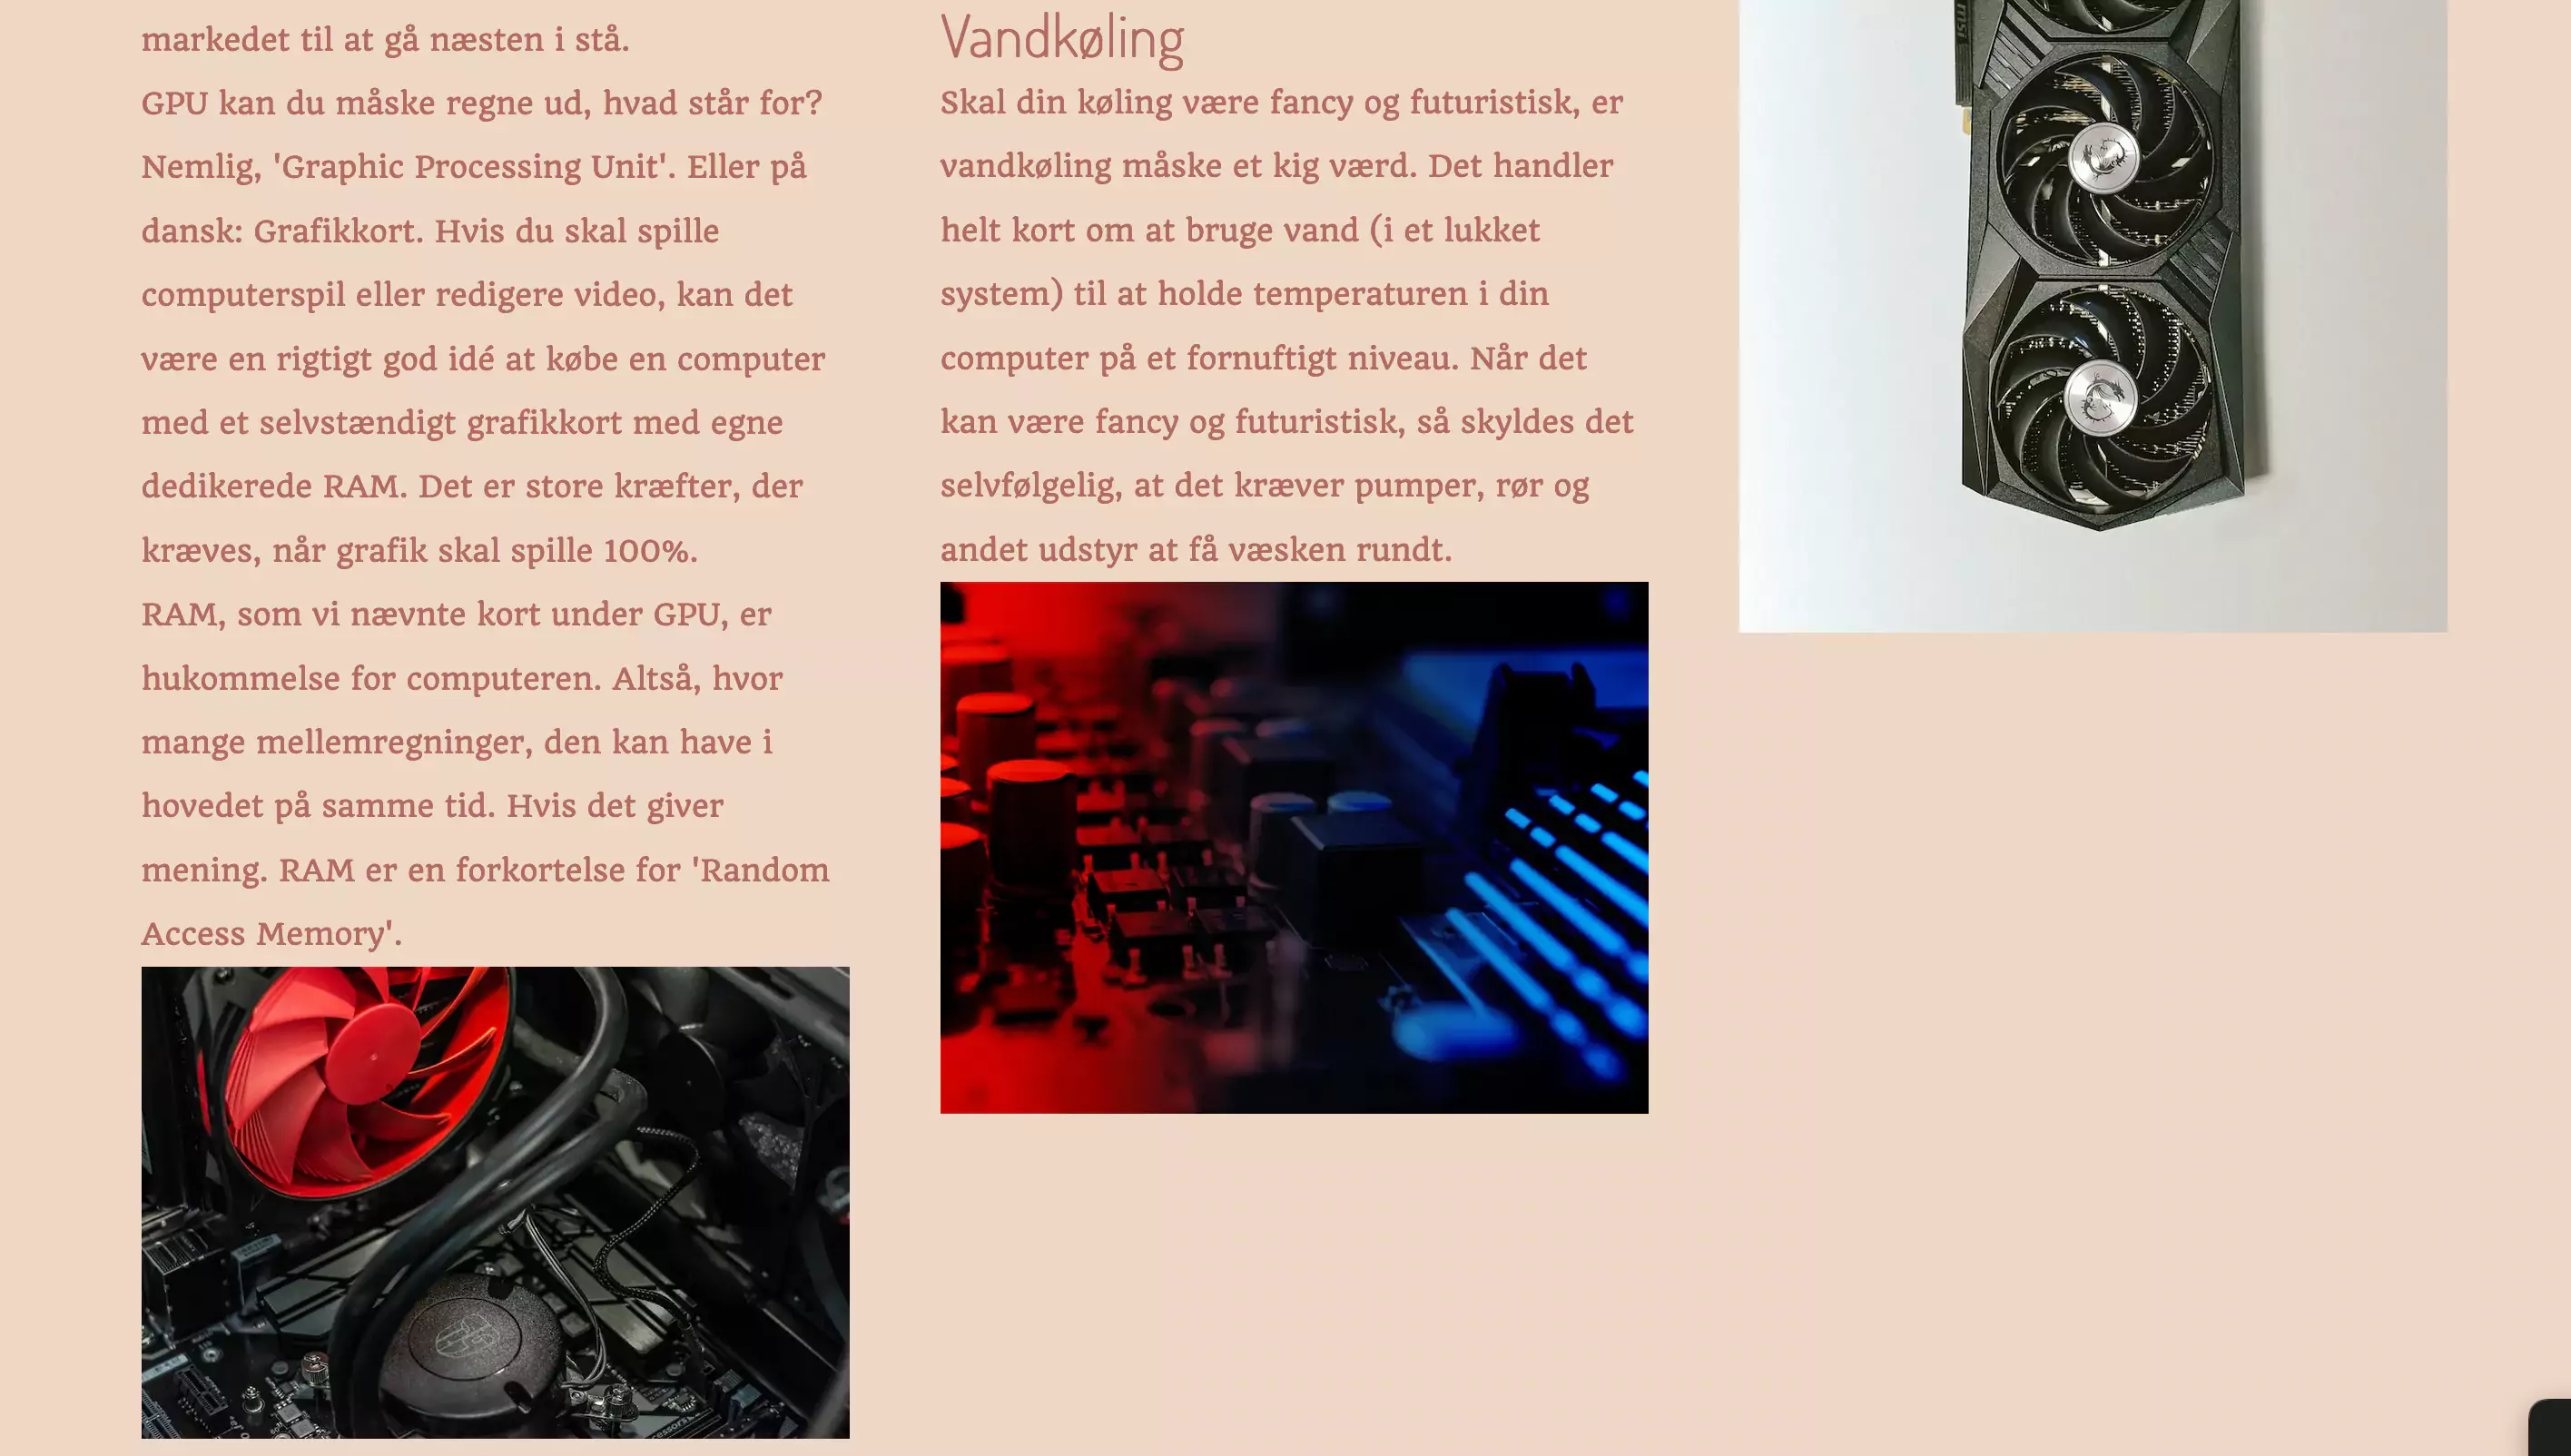 markedet til at gå næsten i stå.
GPU kan du måske regne ud, hvad står for?
Nemlig, 'Graphic Processing Unit'. Eller på
dansk: Grafikkort. Hvis du skal spille
computerspil eller redigere video, kan det
være en rigtigt god idé at købe en computer
med et selvstændigt grafikkort med egne
dedikerede RAM. Det er store kræfter, der
kræves, når grafik skal spille 100%.
RAM, som vi nævnte kort under GPU, er
hukommelse for computeren. Altså, hvor
mange mellemregninger, den kan have i
hovedet på samme tid. Hvis det giver
mening. RAM er en forkortelse for 'Random
Access Memory'.
Vandkøling
Skal din køling være fancy og futuristisk, er
vandkøling måske et kig værd. Det handler
helt kort om at bruge vand (i et lukket
system) til at holde temperaturen i din
computer på et fornuftigt niveau. Når det
kan være fancy og futuristisk, så skyldes det
selvfølgelig, at det kræver pumper, rør og
andet udstyr at få væsken rundt.
msi